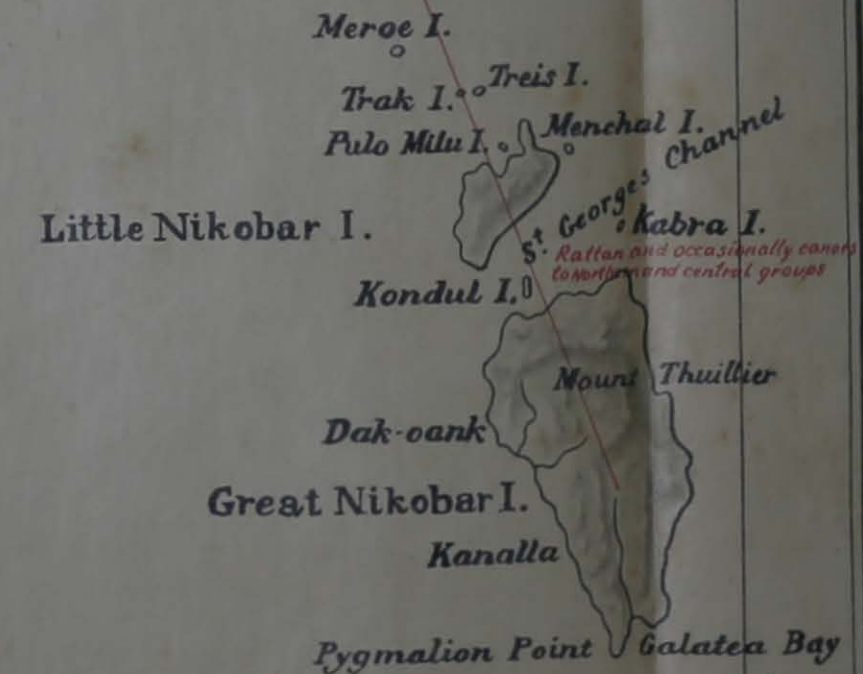 Meroe I.
Treis I.
Trak I.
Menchal I.
Pulo Milu I.
St. Georges Channel
Little Nikobar I.
Kabra I.
Rattan and occasionally canoes
to Northern and central groups
Kondul I.
Mount Thuillier
Dak-oank
Great Nikobar I.
Kanalla
Pygmalion Point
Galatea Bay